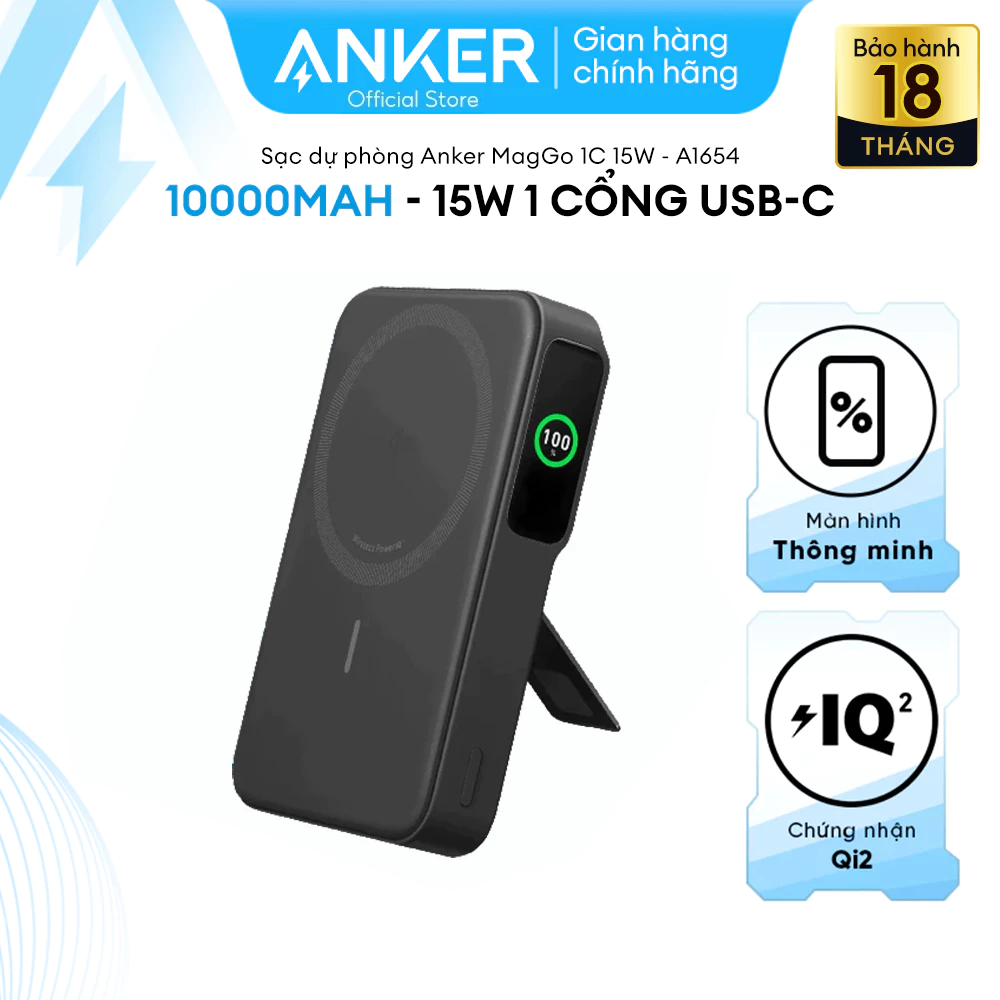 ANKER
Official Store
Gian hàng
chính hãng
Bảo hành
18
THÁNG
Sạc dự phòng Anker MagGo 1C 15W - A1654
10000MAH - 15W 1 CỔNG USB-C
100
%
Wireless Powering
%
Màn hình
Thông minh
IQ²
Chứng nhận
Qi2